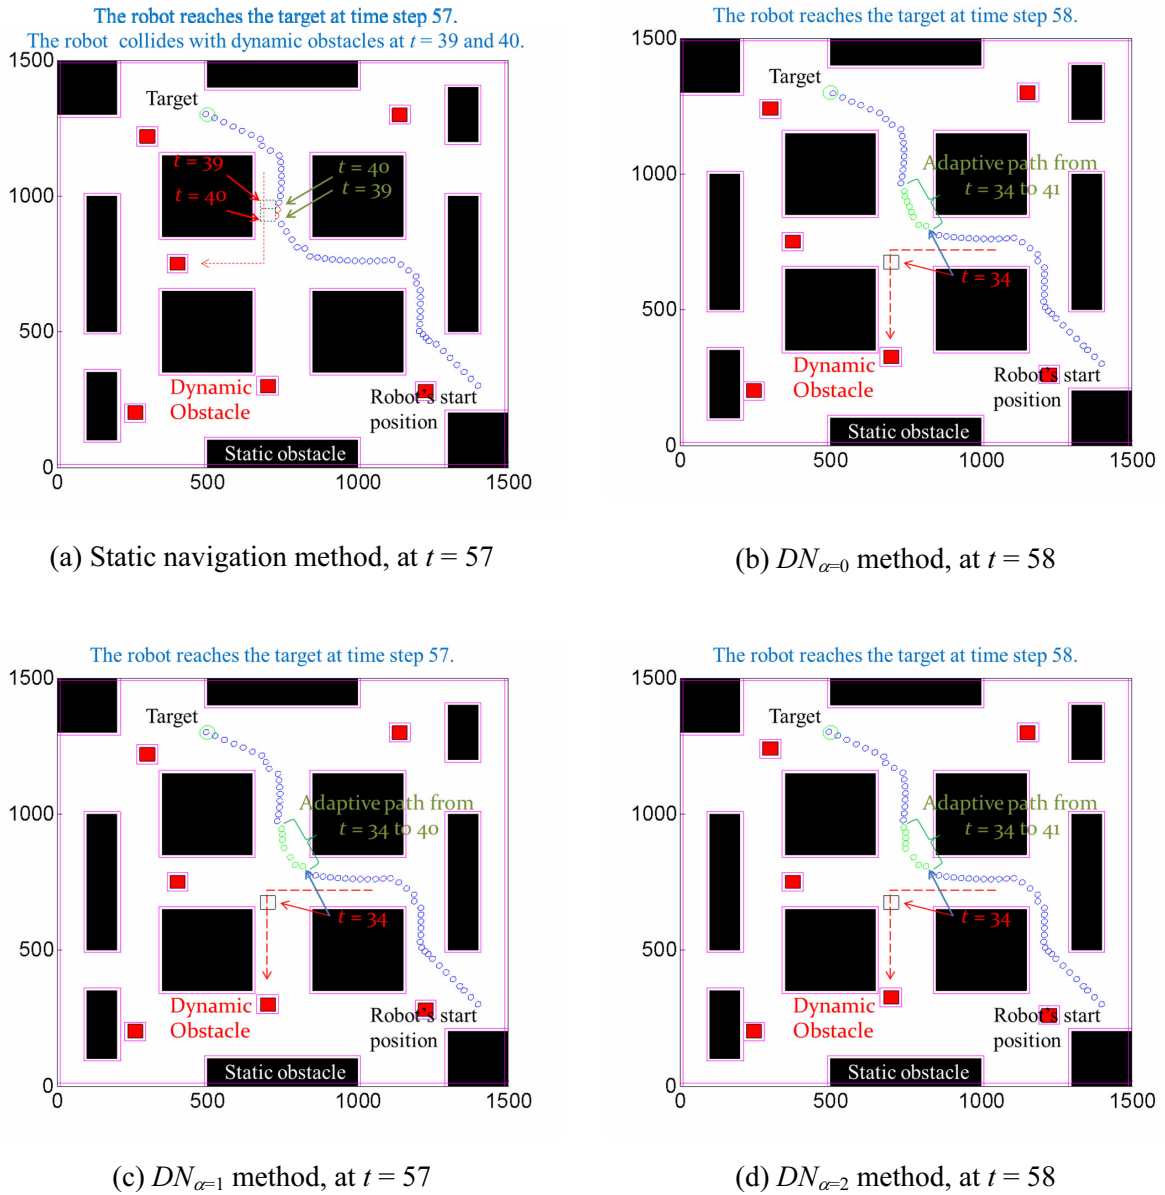 The robot reaches the target at time step 57.
The robot collides with dynamic obstacles at t = 39 and 40.
1500
Target
t = 39
t = 40
t = 40
t = 39
1000
500
Dynamic
Obstacle
Robot's start
position
Static obstacle
0
0
500
1000
1500
(a) Static navigation method, at t = 57
The robot reaches the target at time step 58.
1500
Target
Adaptive path from
t = 34 to 41
1000
t = 34
500
Dynamic
Obstacle
Robot's start
position
Static obstacle
0
0
500
1000
1500
(b) DNα=0 method, at t = 58
The robot reaches the target at time step 57.
1500
Target
Adaptive path from
t = 34 to 40
1000
t = 34
500
Dynamic
Obstacle
Robot's start
position
Static obstacle
0
0
500
1000
1500
(c) DNα=1 method, at t = 57
The robot reaches the target at time step 58.
1500
Target
Adaptive path from
t = 34 to 41
1000
t = 34
500
Dynamic
Obstacle
Robot's start
position
Static obstacle
0
0
500
1000
1500
(d) DNα=2 method, at t = 58